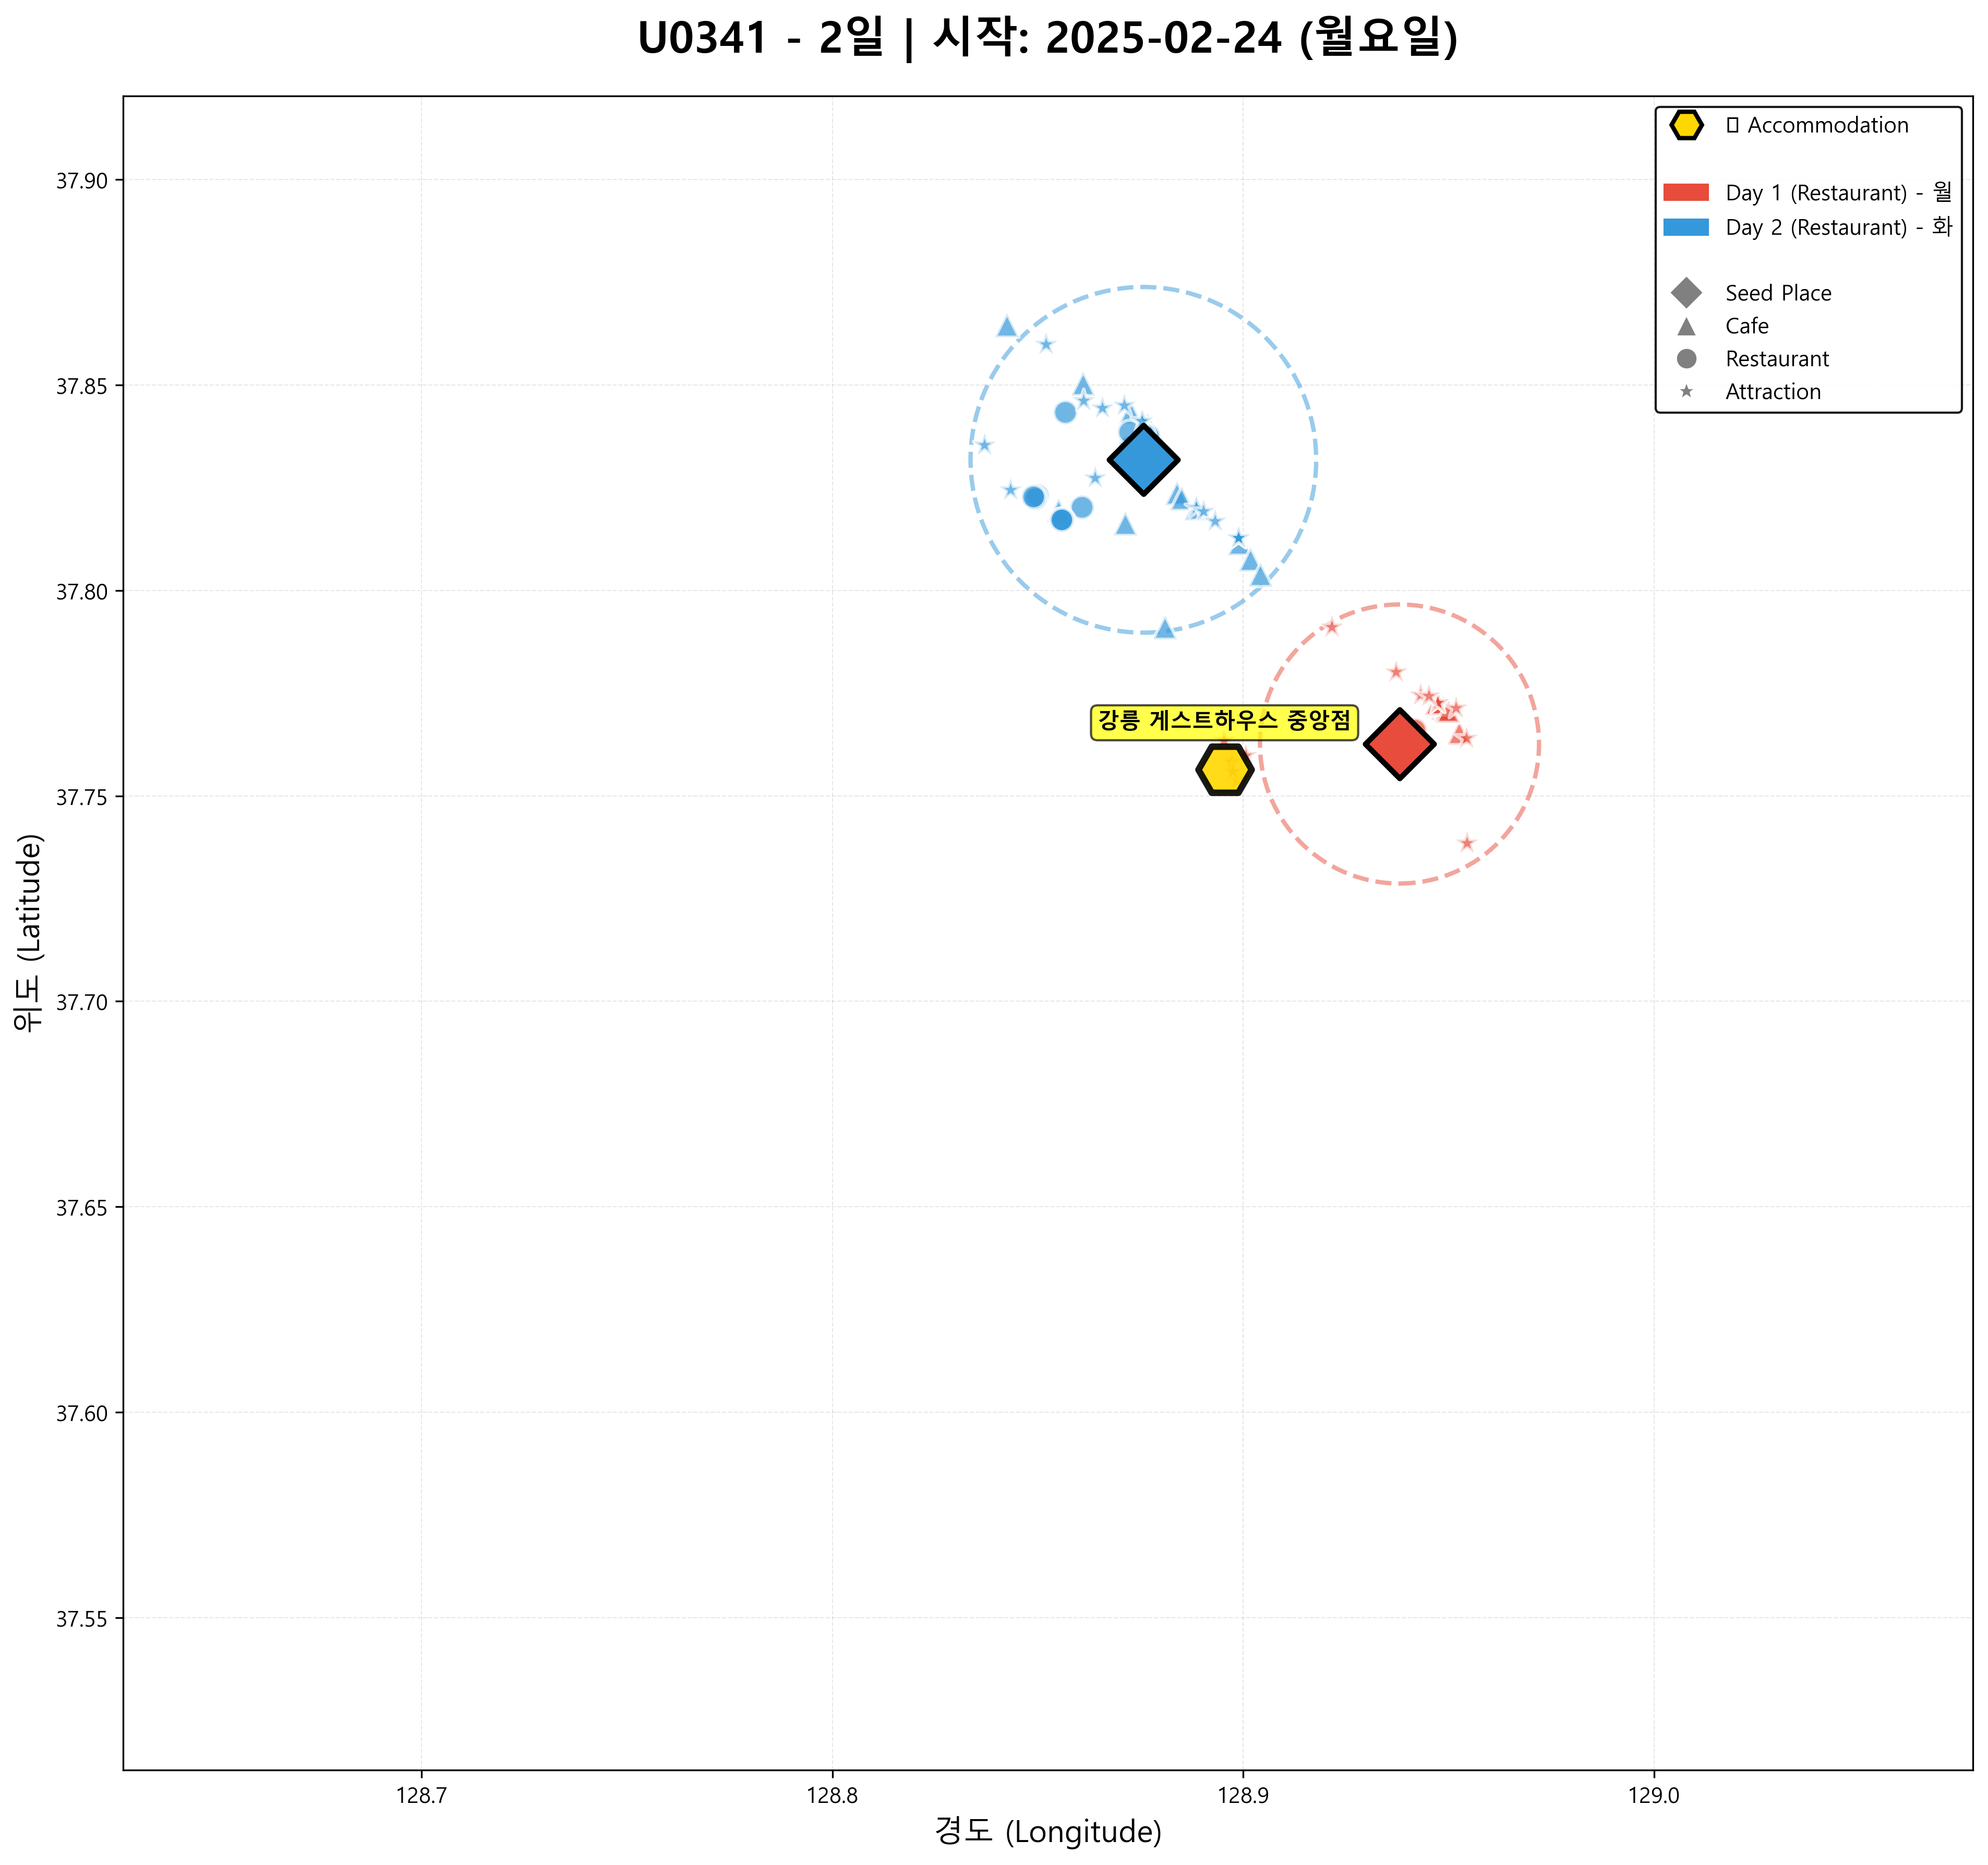 U0341 - 2일 | 시작: 2025-02-24 (월요일)
Accommodation
Day 1 (Restaurant) - 월
Day 2 (Restaurant) - 화
Seed Place
Cafe
Restaurant
Attraction
강릉 게스트하우스 중앙점
위도 (Latitude)
37.90
37.85
37.80
37.75
37.70
37.65
37.60
37.55
128.7
128.8
128.9
129.0
경도 (Longitude)